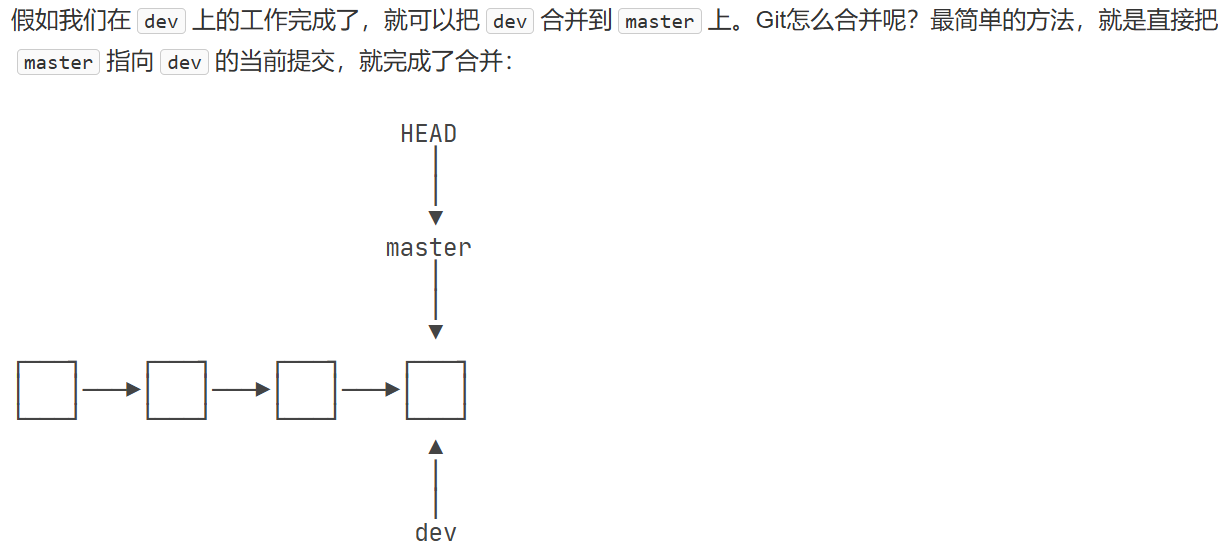 假如我们在 dev 上的工作完成了，就可以把 dev 合并到 master 上。Git怎么合并呢？最简单的方法，就是直接把
master 指向 dev 的当前提交，就完成了合并：
HEAD
master
dev